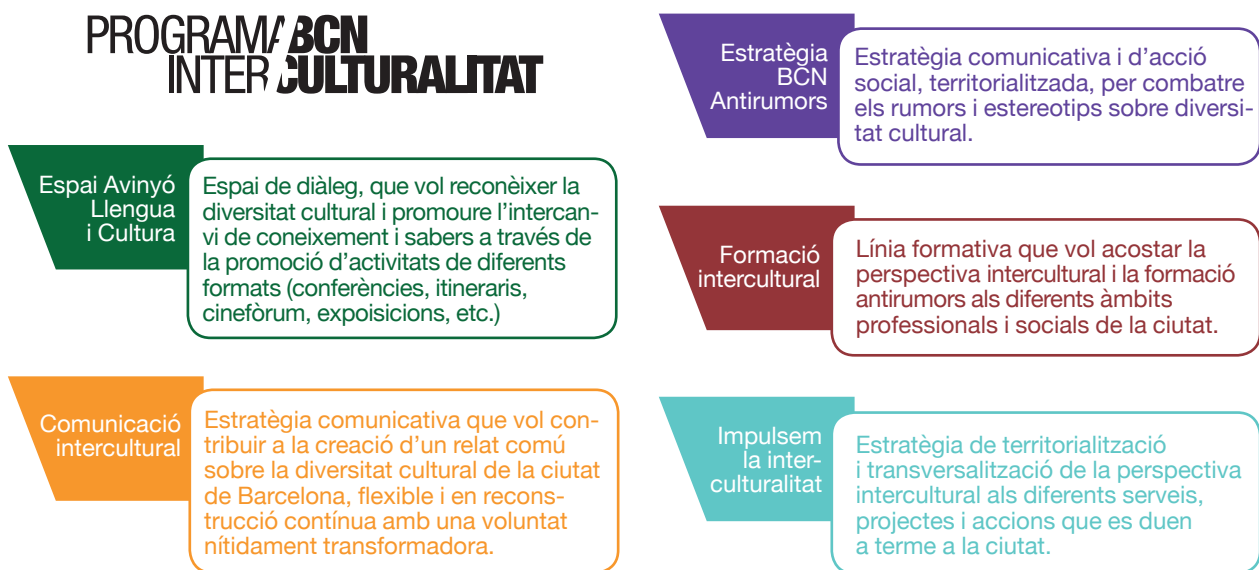 PROGRAMA BCN
INTERCULTURALITAT
Espai Avinyó
Llengua
i Cultura
Espai de diàleg, que vol reconèixer la
diversitat cultural i promoure l’intercan-
vi de coneixement i sabers a través de
la promoció d’activitats de diferents
formats (conferències, itineraris,
cinefòrum, expoisicions, etc.)
Comunicació
intercultural
Estratègia comunicativa que vol con-
tribuir a la creació d’un relat comú
sobre la diversitat cultural de la ciutat
de Barcelona, flexible i en recons-
trucció contínua amb una voluntat
nítidament transformadora.
Estratègia
BCN
Antirumors
Estratègia comunicativa i d’acció
social, territorialitzada, per combatre
els rumors i estereotips sobre diversi-
tat cultural.
Formació
intercultural
Línia formativa que vol acostar la
perspectiva intercultural i la formació
antirumors als diferents àmbits
professionals i socials de la ciutat.
Impulsem
la inter-
culturalitat
Estratègia de territorialització
i transversalització de la perspectiva
intercultural als diferents serveis,
projectes i accions que es duen
a terme a la ciutat.